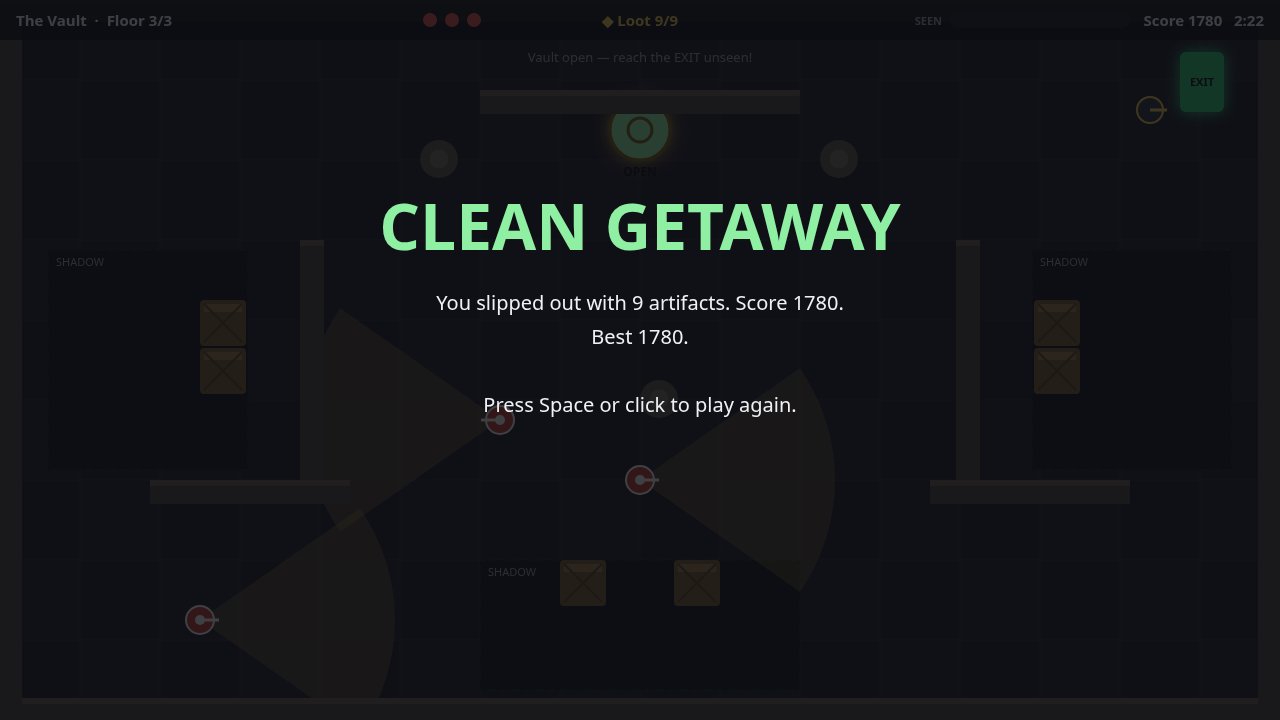 The Vault · Floor 3/3
◆ Loot 9/9
SEEN
Score 1780 2:22
Vault open — reach the EXIT unseen!
EXIT
OPEN
CLEAN GETAWAY
SHADOW
SHADOW
You slipped out with 9 artifacts. Score 1780.
Best 1780.
Press Space or click to play again.
SHADOW